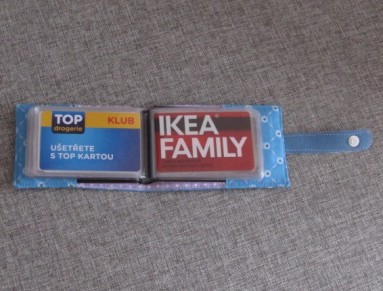 TOP
drogerie
KLUB
UŠETŘETE
S TOP KARTOU
IKEA
FAMILY